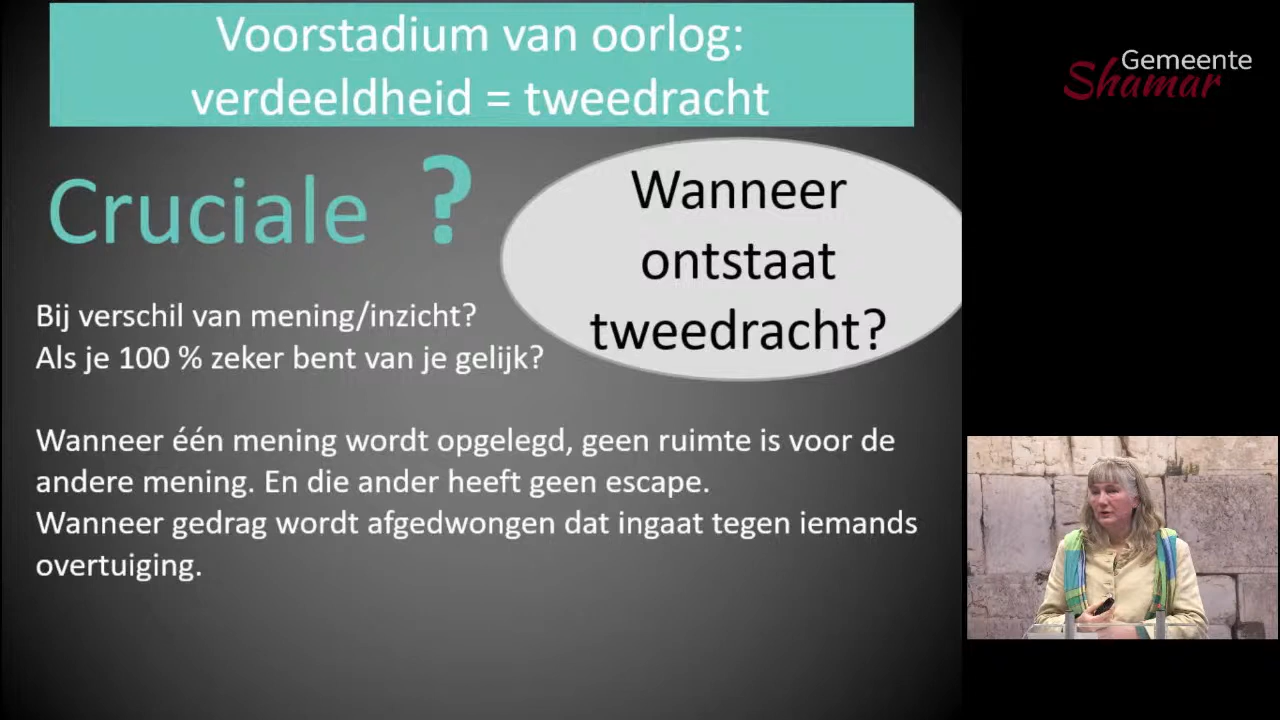 Voorstadium van oorlog:
verdeeldheid = tweedracht
Gemeente
Shamar
Cruciale ?
Wanneer
ontstaat
tweedracht?
Bij verschil van mening/inzicht?
Als je 100 % zeker bent van je gelijk?
Wanneer één mening wordt opgelegd, geen ruimte is voor de
andere mening. En die ander heeft geen escape.
Wanneer gedrag wordt afgedwongen dat ingaat tegen iemands
overtuiging.